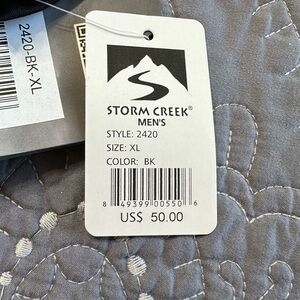 2420-BK-XL
STORM CREEK®
MEN'S
STYLE: 2420
SIZE: XL
COLOR: BK
8 49399 00550 6
US$ 50.00